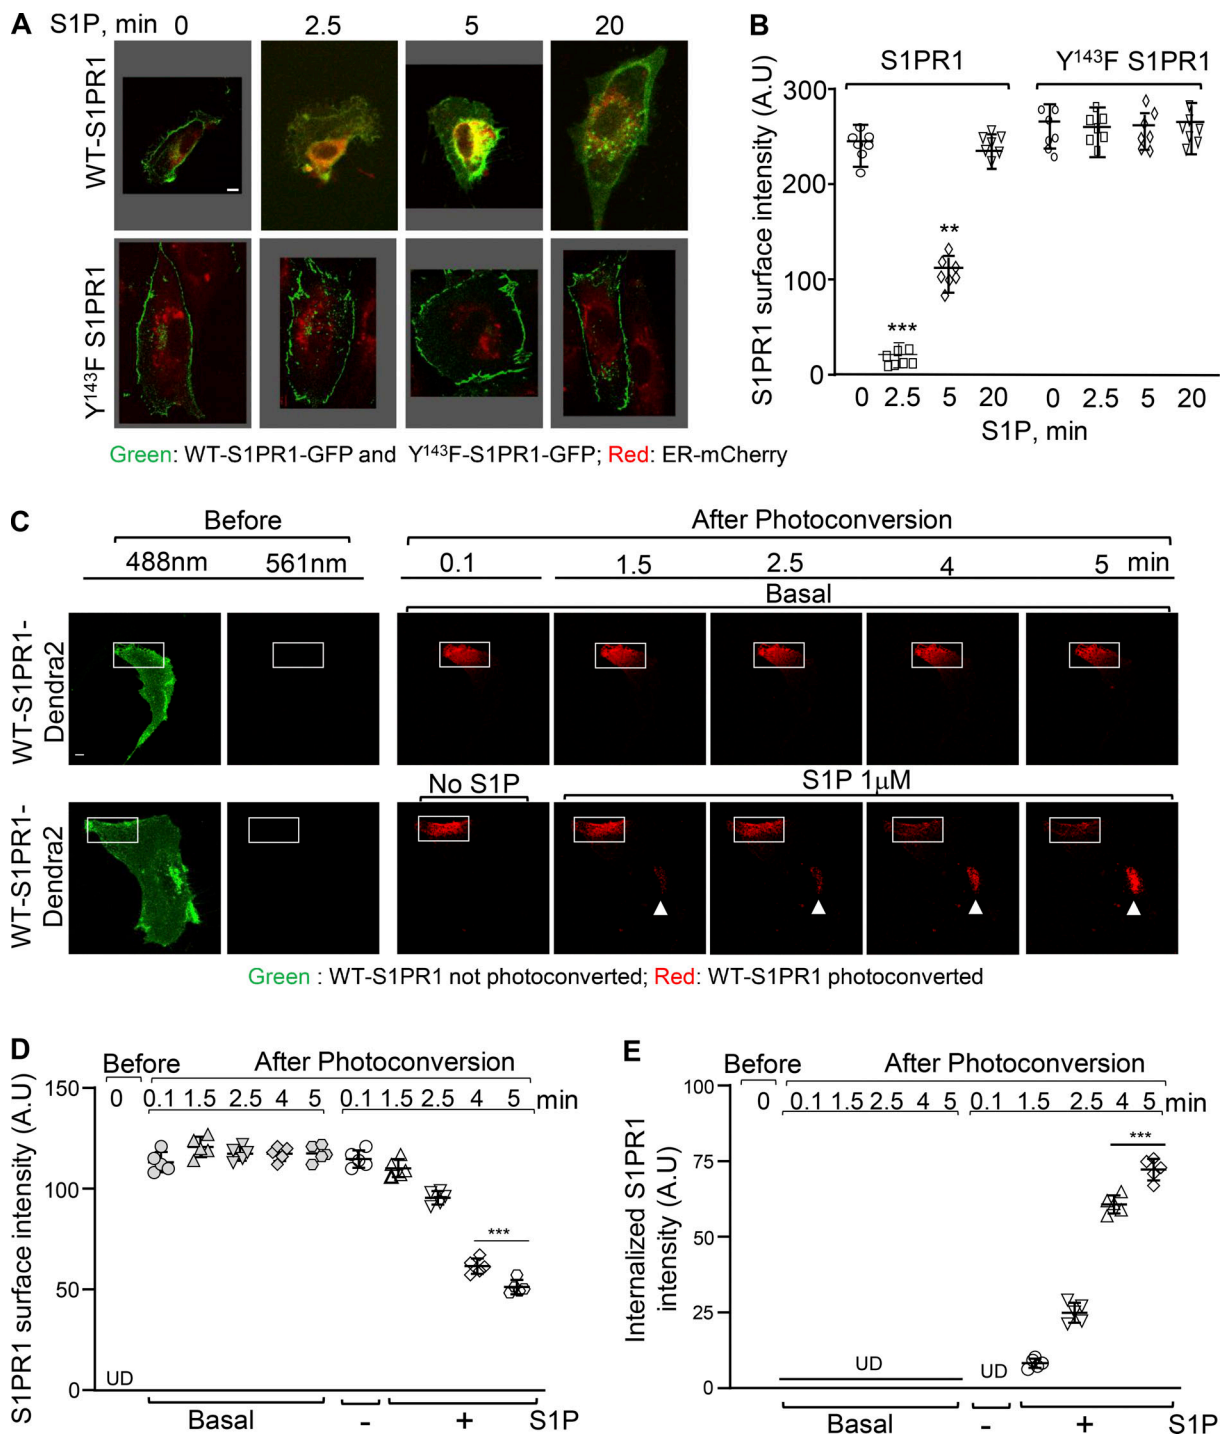 A
S1P, min 0 2.5 5 20
WT-S1PR1
Y¹⁴³F S1PR1
Green: WT-S1PR1-GFP and Y¹⁴³F-S1PR1-GFP; Red: ER-mCherry
B
S1PR1 Y¹⁴³F S1PR1
S1PR1 surface intensity (A.U)
300
200
100
0
***
**
0 2.5 5 20 0 2.5 5 20
S1P, min
C
Before After Photoconversion
488nm 561nm 0.1 1.5 2.5 4 5 min
Basal
WT-S1PR1-
Dendra2
No S1P S1P 1μM
WT-S1PR1-
Dendra2
Green : WT-S1PR1 not photoconverted; Red: WT-S1PR1 photoconverted
D
Before After Photoconversion
0 0.1 1.5 2.5 4 5 0.1 1.5 2.5 4 5 min
S1PR1 surface intensity (A.U)
150
100
50
0
***
UD
Basal - + S1P
E
Before After Photoconversion
0 0.1 1.5 2.5 4 5 0.1 1.5 2.5 4 5 min
Internalized S1PR1
intensity (A.U)
100
75
50
25
0
***
UD UD
Basal - + S1P